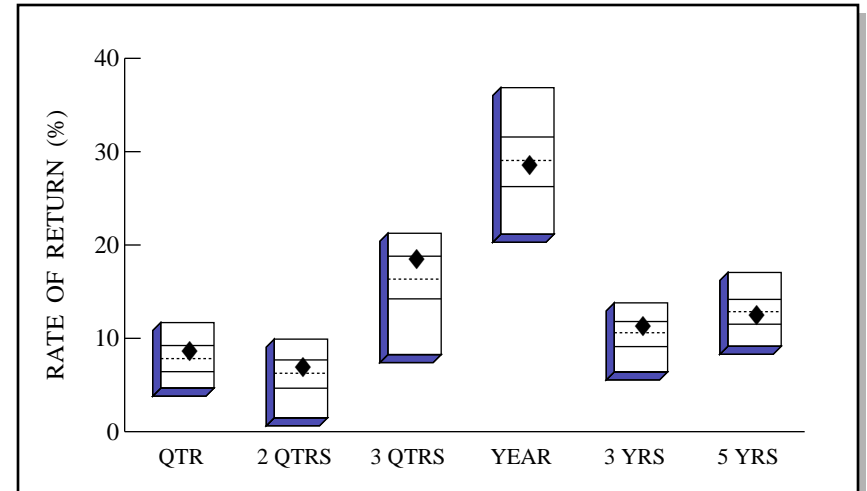 RATE OF RETURN (%)
40
30
20
10
0
QTR 2 QTRS 3 QTRS YEAR 3 YRS 5 YRS